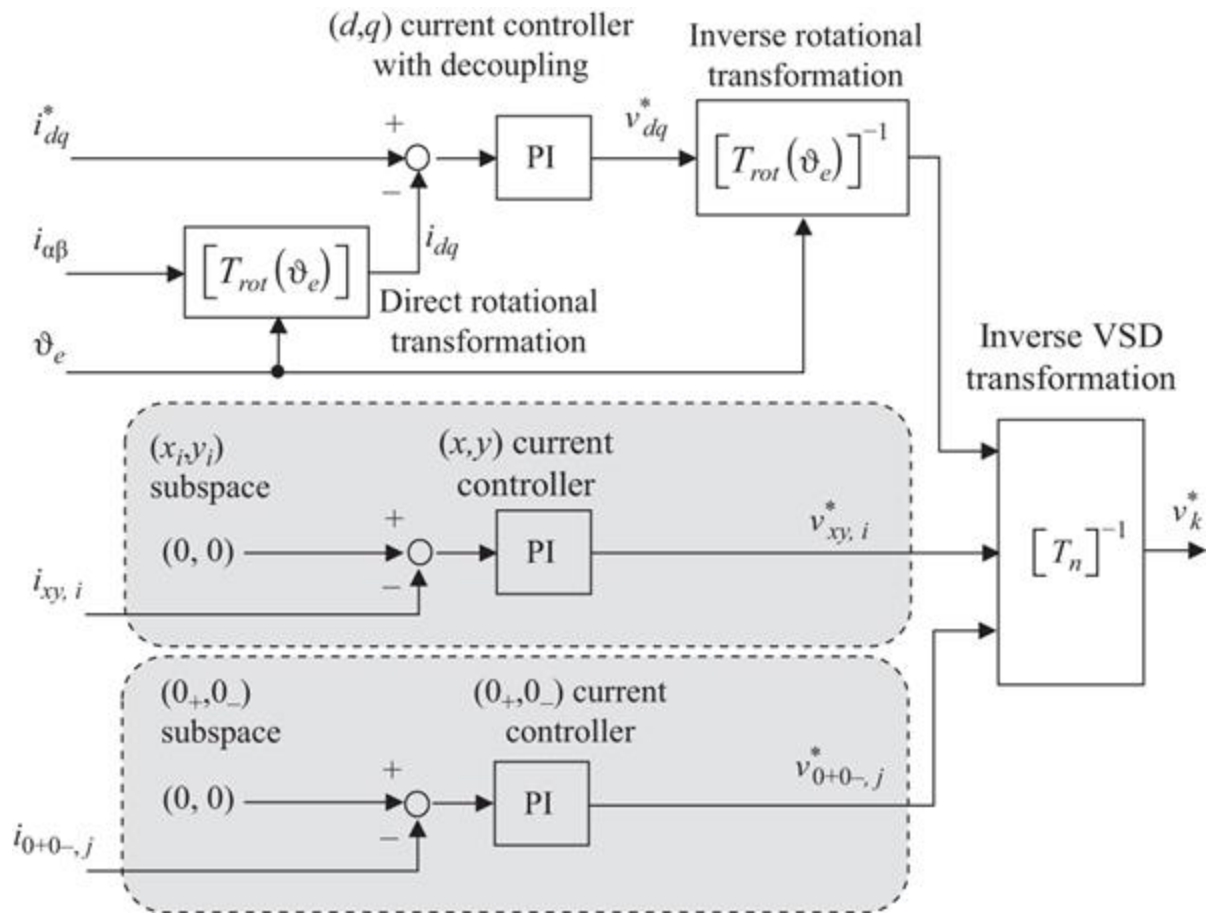 (d,q) current controller
with decoupling
Inverse rotational
transformation
i*dq
+
−
PI
v*dq
[Trot(ϑe)]−1
iαβ
[Trot(ϑe)]
idq
Direct rotational
transformation
ϑe
Inverse VSD
transformation
(xi,yi)
subspace
(x,y) current
controller
(0, 0)
+
−
PI
v*xy, i
ixy, i
[Tn]−1
v*k
(0+,0−)
subspace
(0+,0−) current
controller
(0, 0)
+
−
PI
v*0+0−, j
i0+0−, j